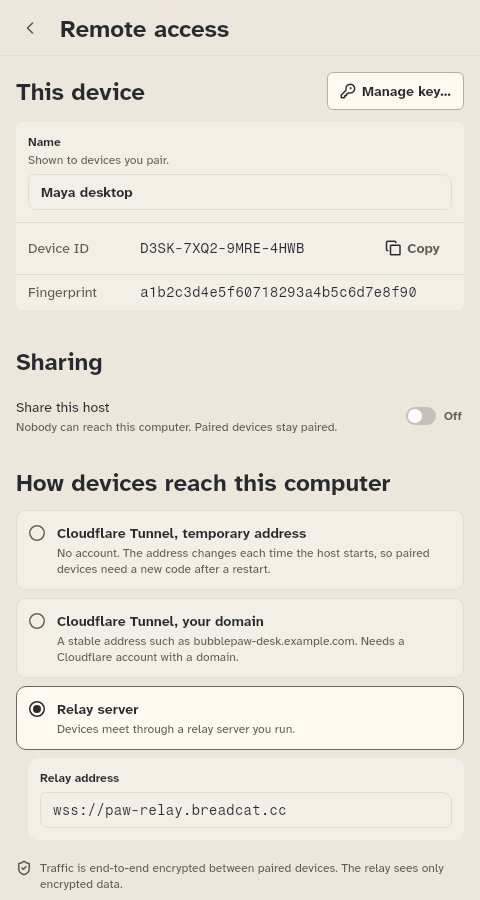 Remote access
This device
Manage key...
Name
Shown to devices you pair.
Maya desktop
Device ID
D3SK-7XQ2-9MRE-4HWB
Copy
Fingerprint
a1b2c3d4e5f60718293a4b5c6d7e8f90
Sharing
Share this host
Nobody can reach this computer. Paired devices stay paired.
Off
How devices reach this computer
Cloudflare Tunnel, temporary address
No account. The address changes each time the host starts, so paired
devices need a new code after a restart.
Cloudflare Tunnel, your domain
A stable address such as bubblepaw-desk.example.com. Needs a
Cloudflare account with a domain.
Relay server
Devices meet through a relay server you run.
Relay address
wss://paw-relay.breadcat.cc
Traffic is end-to-end encrypted between paired devices. The relay sees only
encrypted data.